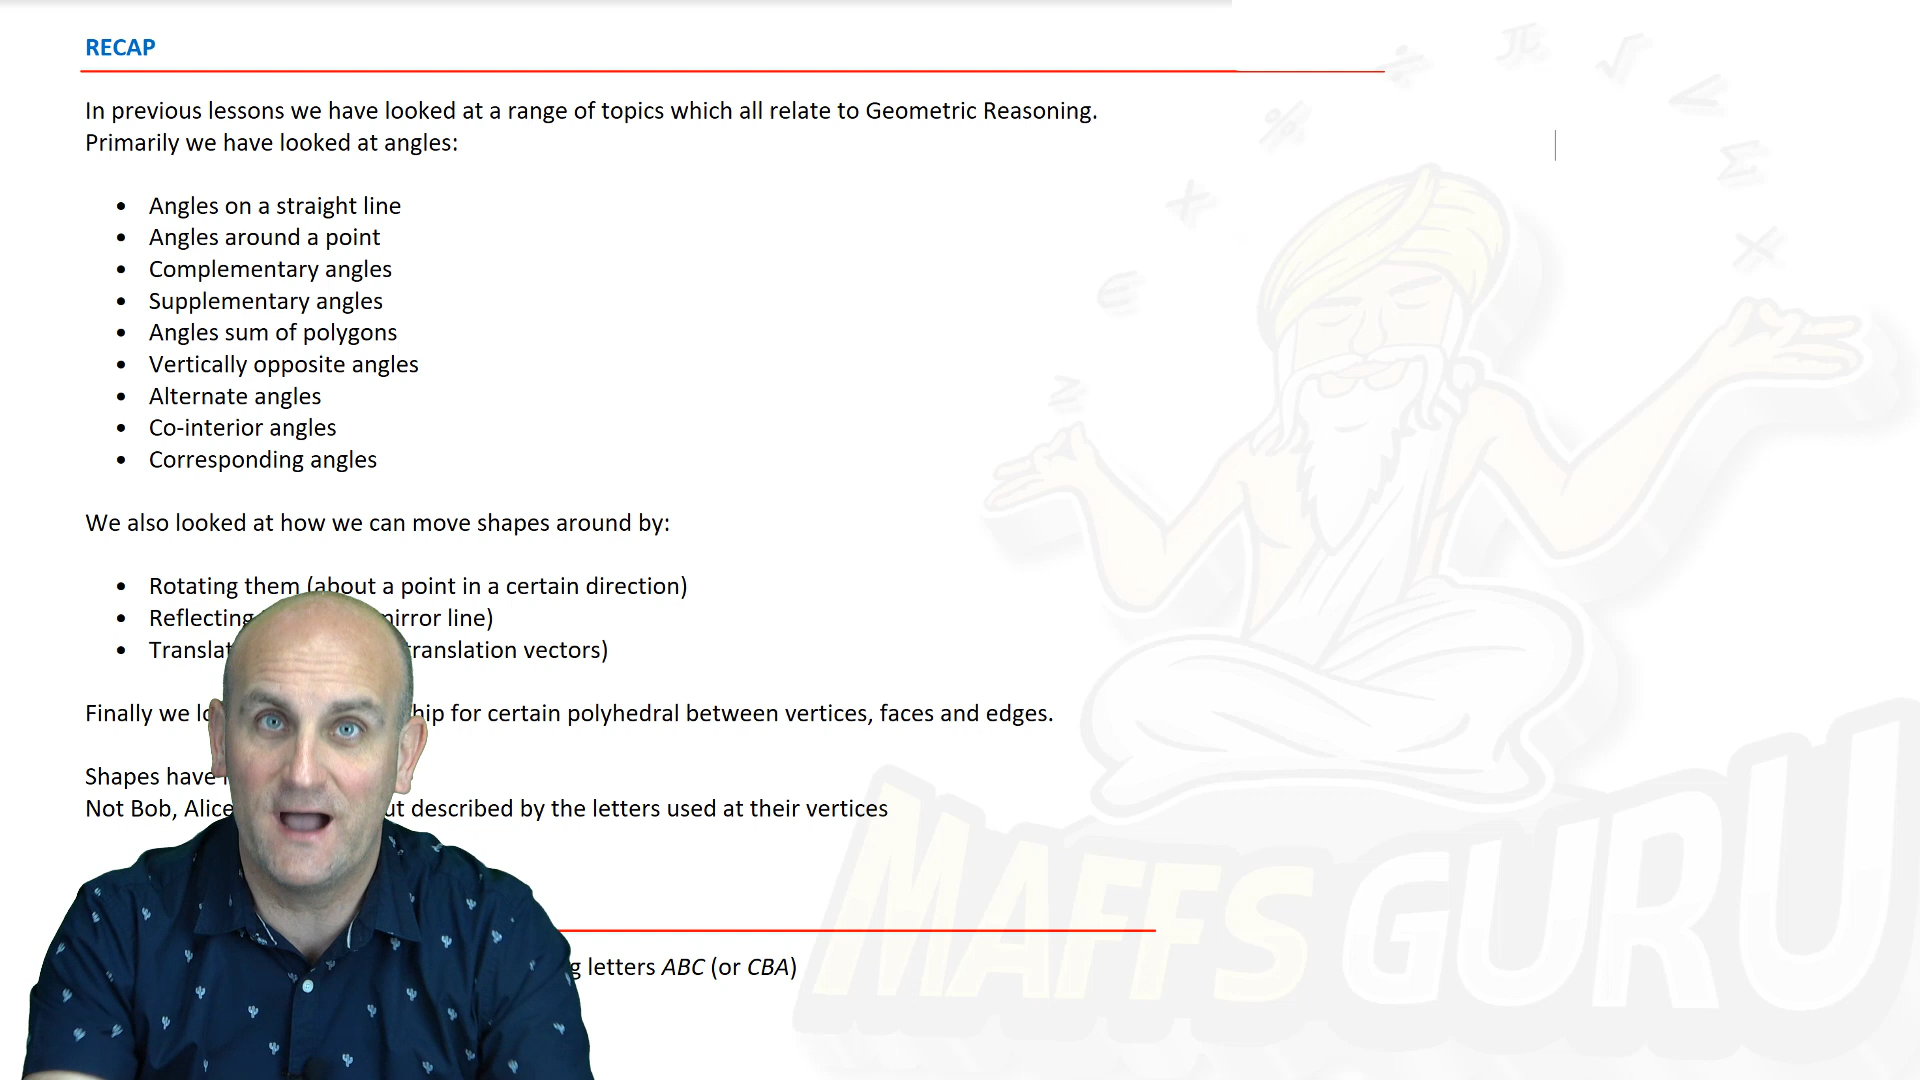 RECAP
In previous lessons we have looked at a range of topics which all relate to Geometric Reasoning.
Primarily we have looked at angles:
• Angles on a straight line
• Angles around a point
• Complementary angles
• Supplementary angles
• Angles sum of polygons
• Vertically opposite angles
• Alternate angles
• Co-interior angles
• Corresponding angles
We also looked at how we can move shapes around by:
• Rotating them (about a point in a certain direction)
• Reflecting mirror line)
• translation vectors)
Finally we for certain polyhedral between vertices, faces and edges.
Shapes have
Not Bob, Alice described by the letters used at their vertices
letters ABC (or CBA)
MAFFS GURU